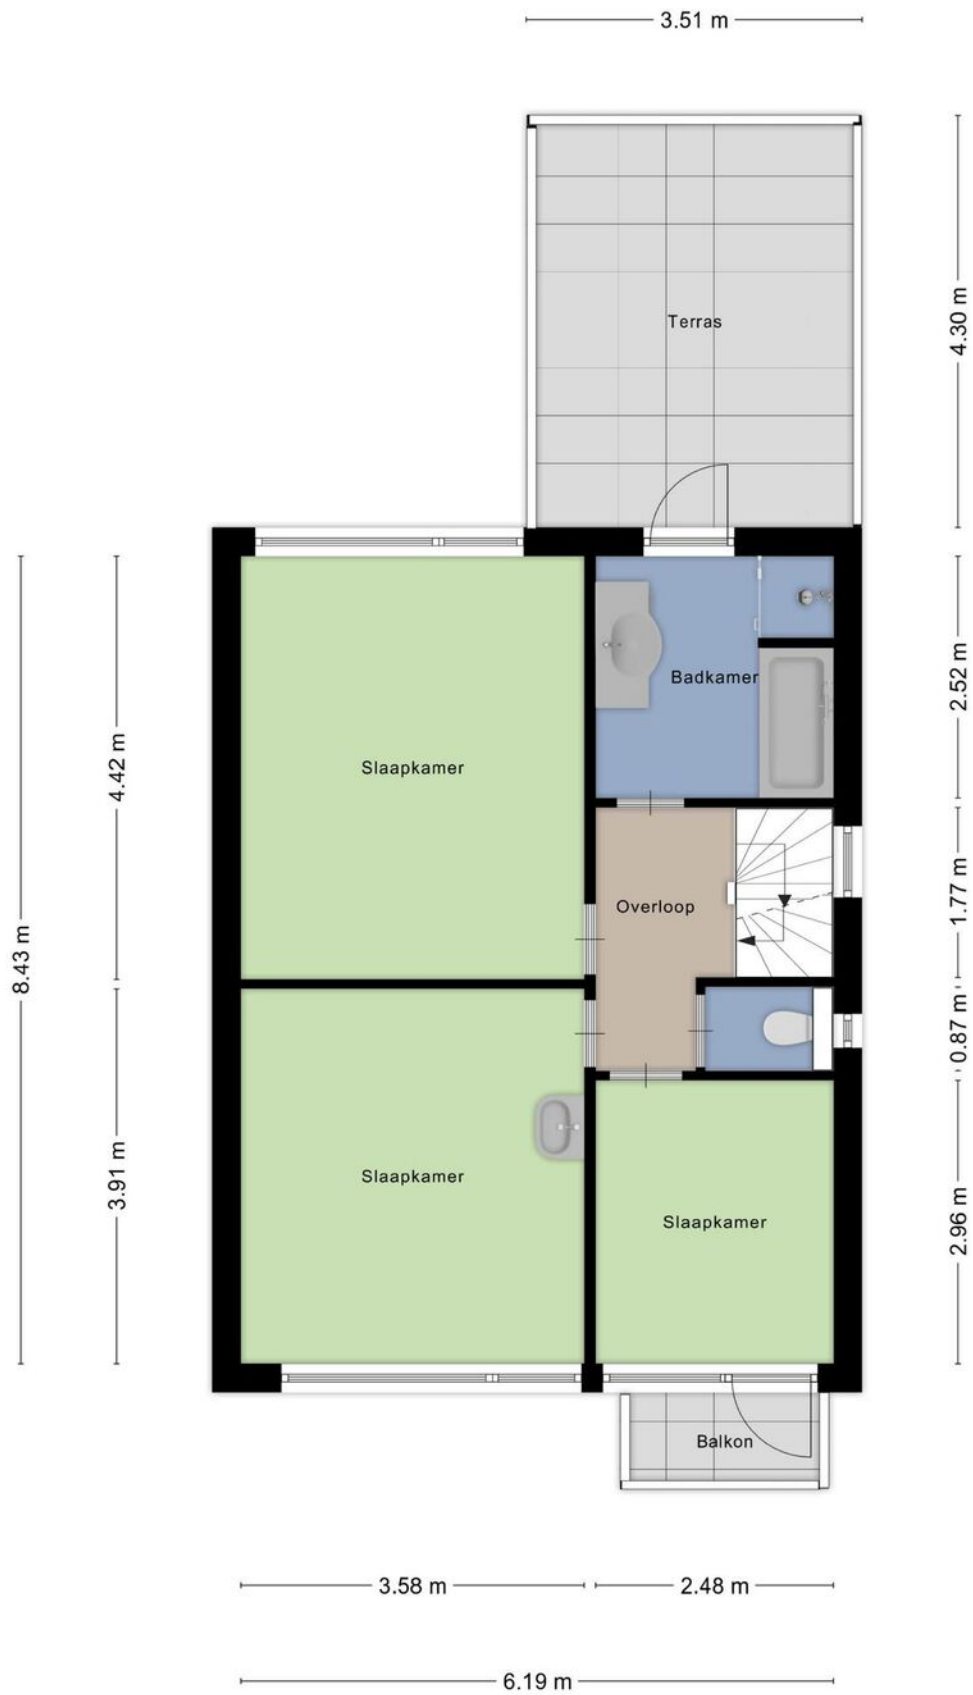 3.51 m
4.30 m
Terras
2.52 m
Badkamer
4.42 m
Slaapkamer
1.77 m
Overloop
8.43 m
0.87 m
3.91 m
Slaapkamer
2.96 m
Slaapkamer
Balkon
3.58 m
2.48 m
6.19 m